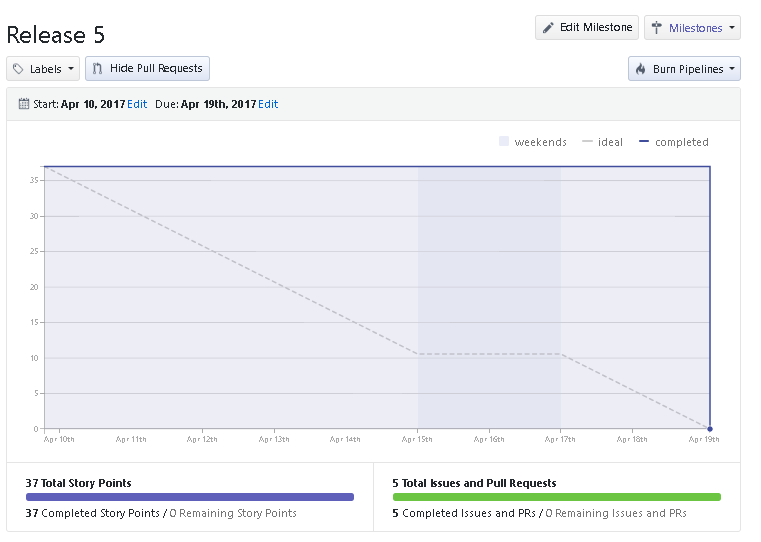 Release 5
Edit Milestone
Milestones
Labels
Hide Pull Requests
Burn Pipelines
Start: Apr 10, 2017 Edit Due: Apr 19th, 2017 Edit
weekends ideal completed
35
30
25
20
15
10
5
0
Apr 10th Apr 11th Apr 12th Apr 13th Apr 14th Apr 15th Apr 16th Apr 17th Apr 18th Apr 19th
37 Total Story Points
37 Completed Story Points / 0 Remaining Story Points
5 Total Issues and Pull Requests
5 Completed Issues and PRs / 0 Remaining Issues and PRs